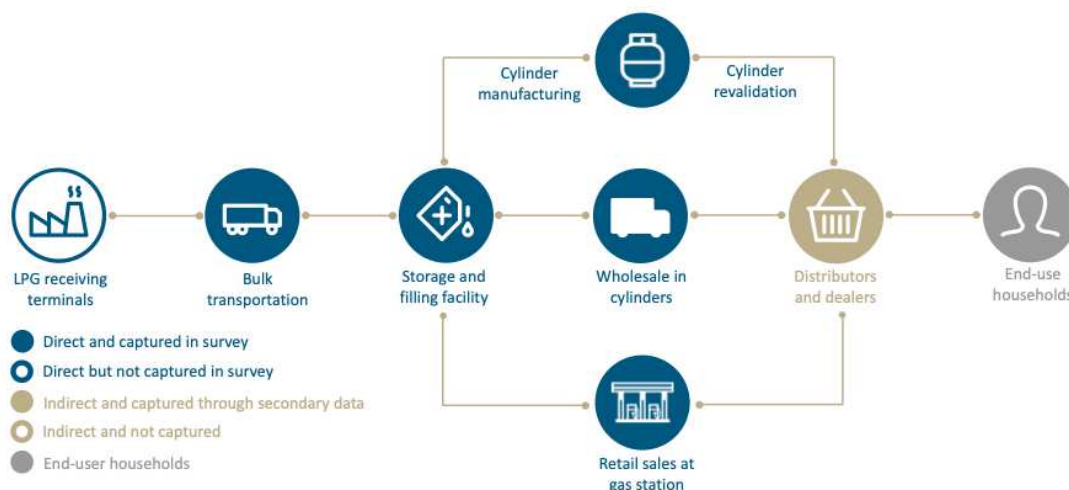 Cylinder
manufacturing
Cylinder
revalidation
LPG receiving
terminals
Bulk
transportation
Storage and
filling facility
Wholesale in
cylinders
Distributors
and dealers
End-use
households
Direct and captured in survey
Direct but not captured in survey
Indirect and captured through secondary data
Indirect and not captured
End-user households
Retail sales at
gas station